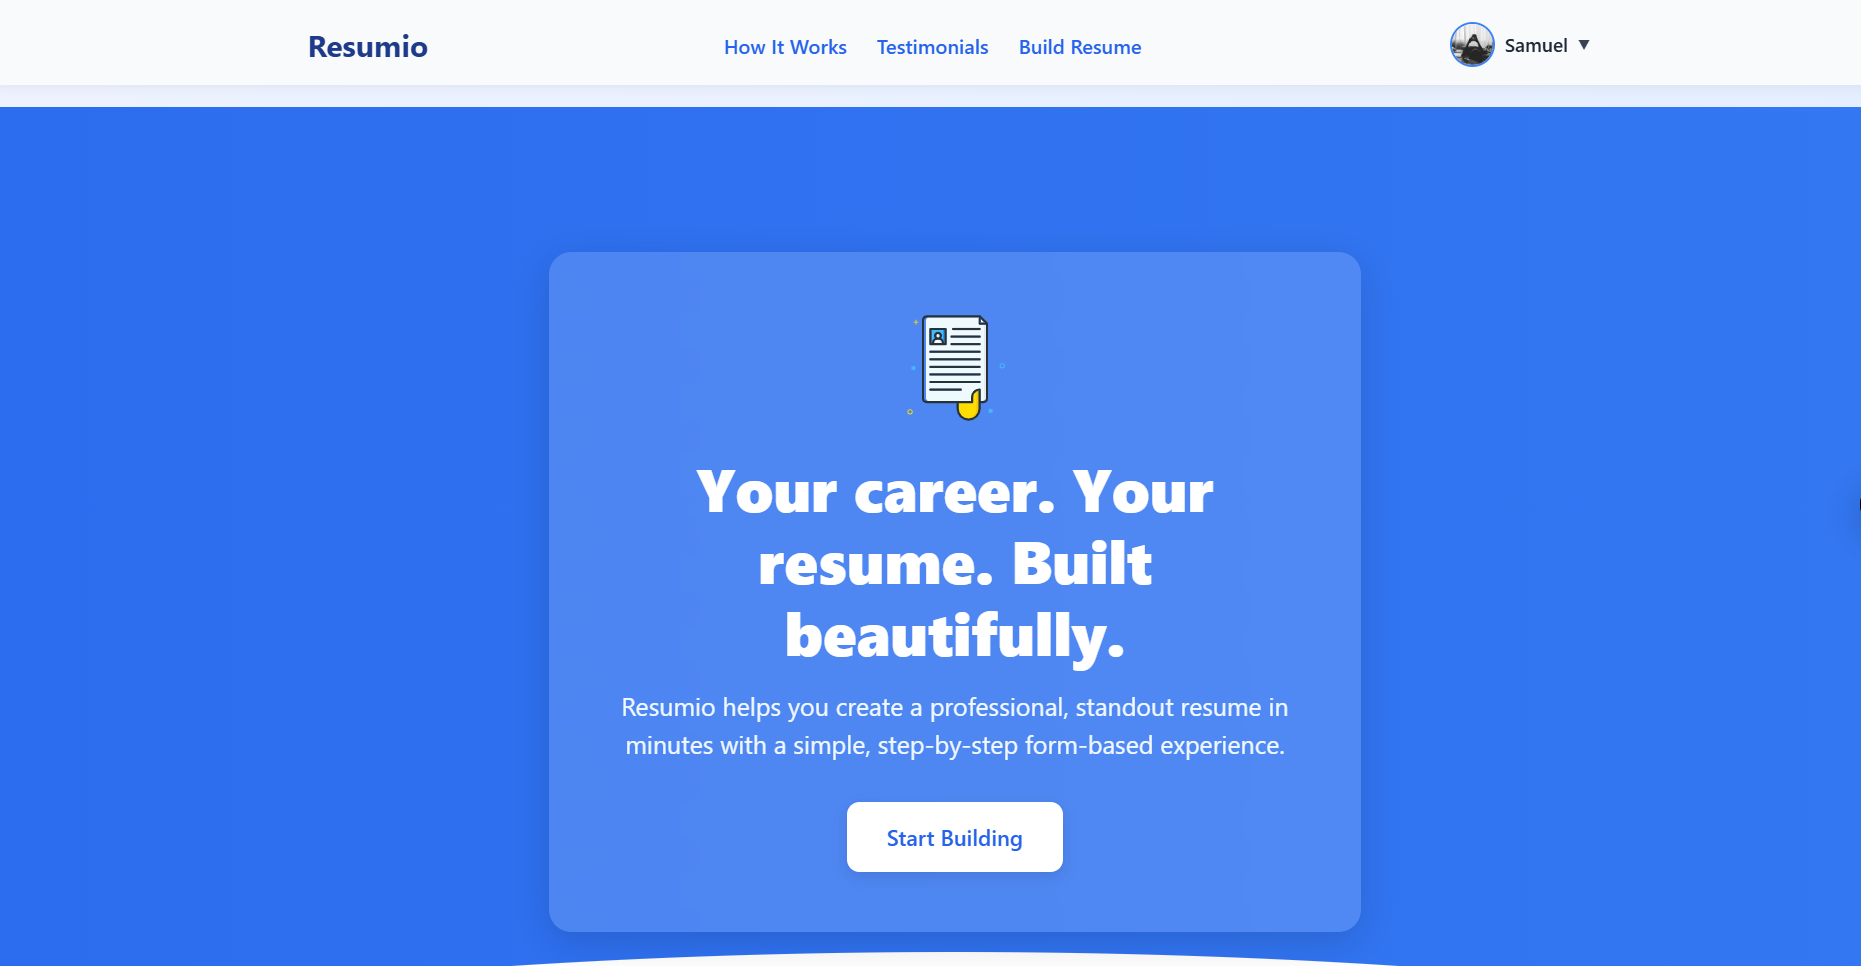 Resumio
How It Works
Testimonials
Build Resume
Samuel ▼
Your career. Your
resume. Built
beautifully.
Resumio helps you create a professional, standout resume in
minutes with a simple, step-by-step form-based experience.
Start Building